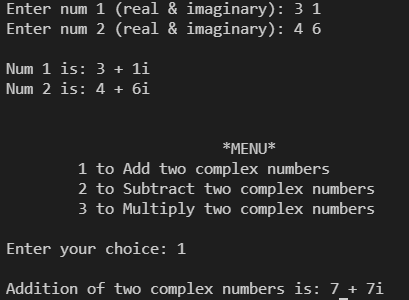 Enter num 1 (real & imaginary): 3 1
Enter num 2 (real & imaginary): 4 6
Num 1 is: 3 + 1i
Num 2 is: 4 + 6i
*MENU*
1 to Add two complex numbers
2 to Subtract two complex numbers
3 to Multiply two complex numbers
Enter your choice: 1
Addition of two complex numbers is: 7 + 7i